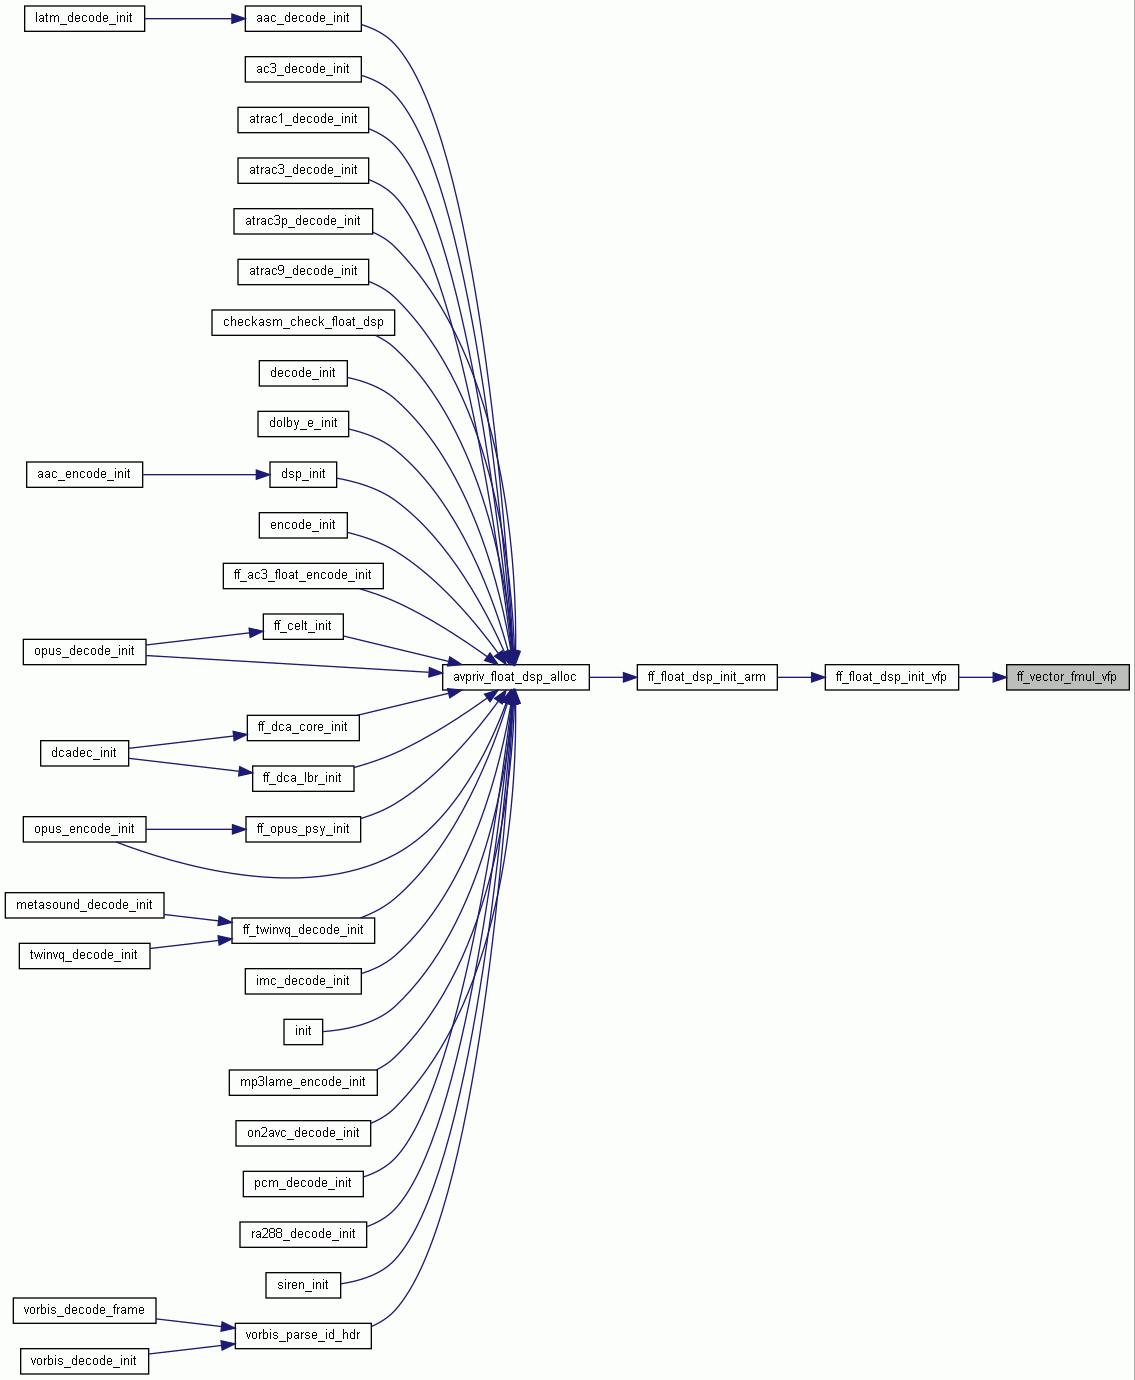 latm_decode_init
aac_decode_init
ac3_decode_init
atrac1_decode_init
atrac3_decode_init
atrac3p_decode_init
atrac9_decode_init
checkasm_check_float_dsp
decode_init
dolby_e_init
aac_encode_init
dsp_init
encode_init
ff_ac3_float_encode_init
ff_celt_init
opus_decode_init
avpriv_float_dsp_alloc
ff_float_dsp_init_arm
ff_float_dsp_init_vfp
ff_vector_fmul_vfp
ff_dca_core_init
dcadec_init
ff_dca_lbr_init
opus_encode_init
ff_opus_psy_init
metasound_decode_init
ff_twinvq_decode_init
twinvq_decode_init
imc_decode_init
init
mp3lame_encode_init
on2avc_decode_init
pcm_decode_init
ra288_decode_init
siren_init
vorbis_decode_frame
vorbis_parse_id_hdr
vorbis_decode_init